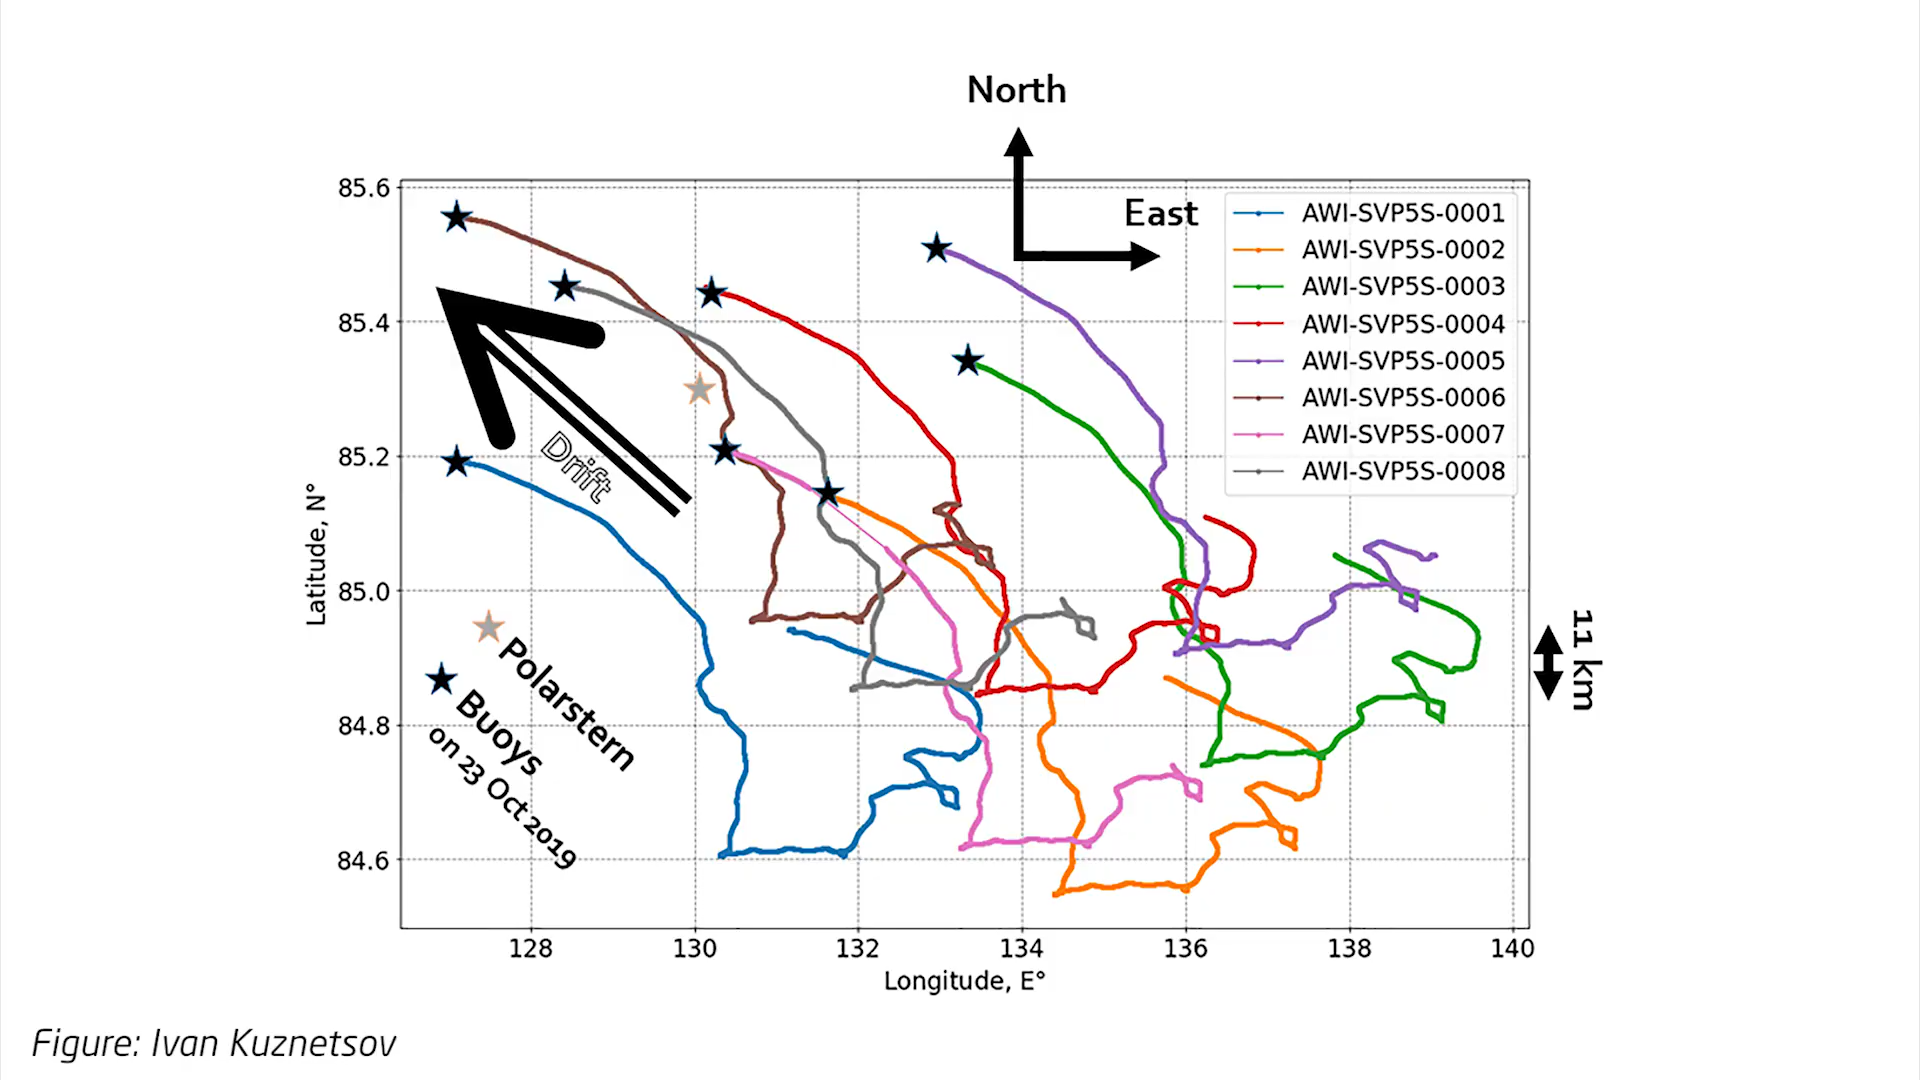 North
East
85.6
85.4
85.2
85.0
84.8
84.6
Latitude, N°
128 130 132 134 136 138 140
Longitude, E°
AWI-SVP5S-0001
AWI-SVP5S-0002
AWI-SVP5S-0003
AWI-SVP5S-0004
AWI-SVP5S-0005
AWI-SVP5S-0006
AWI-SVP5S-0007
AWI-SVP5S-0008
Drift
Polarstern
Buoys
on 23 Oct 2019
11 km
Figure: Ivan Kuznetsov